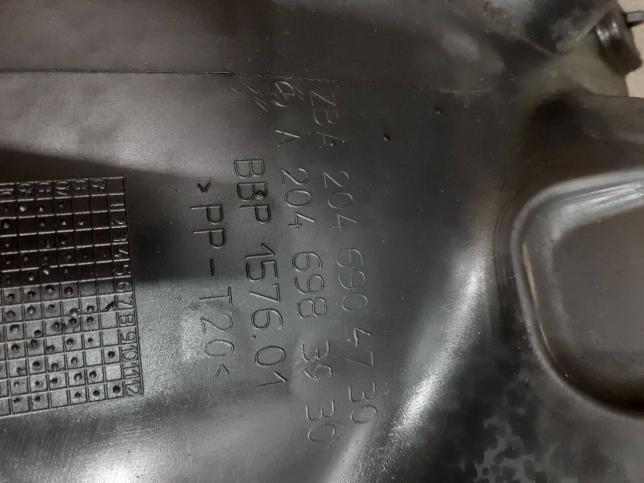 ZBA 204 690 47 30
A 204 698 39 30
BBP 1576.01
>PP-T20<